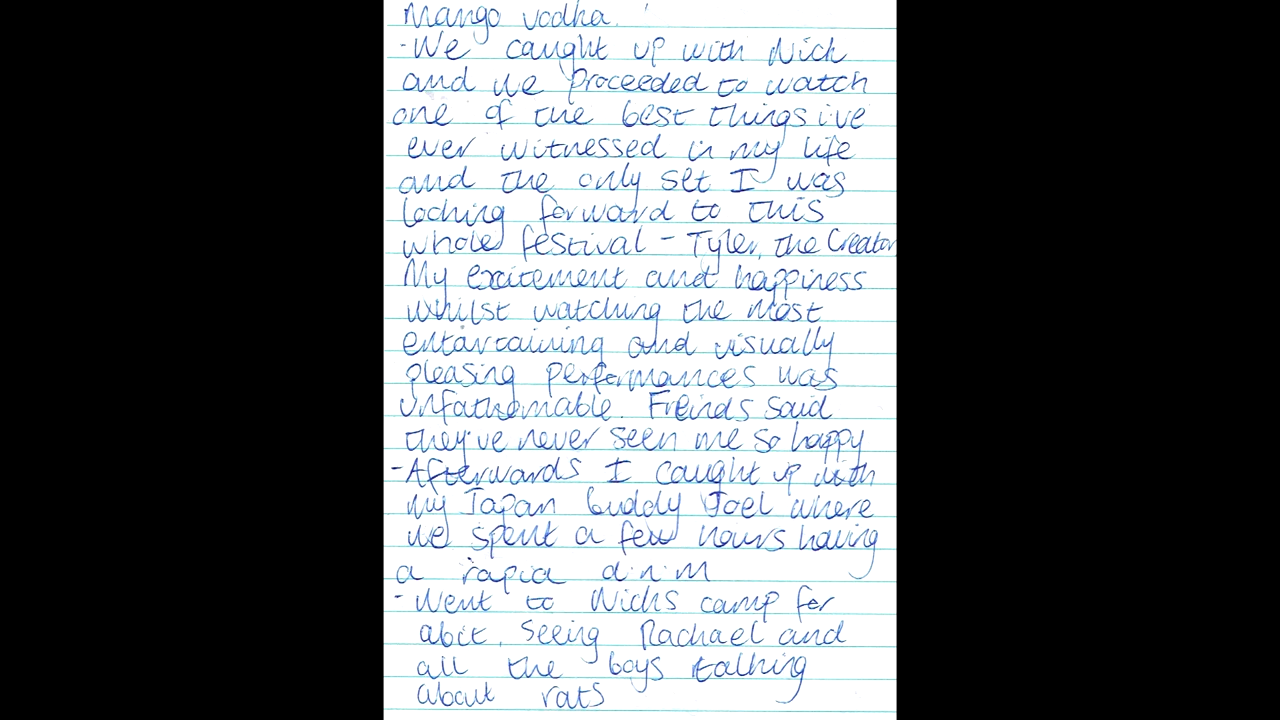 Mango vodka.
-We caught up with Nick
and we proceeded to watch
one of the best things i've
ever witnessed in my life
and the only set I was
looking forward to this
whole festival - Tyler, the Creator
My excitement and happiness
whilst watching the most
entertaining and visually
pleasing performances was
unfathomable. Freinds said
they've never seen me so happy
-Afterwards I caught up with
my Japan buddy Joel where
we spent a few hours having
a rapid d.n.m
-Went to Nicks camp for
abit, seeing Rachael and
all the boys talking
about rats